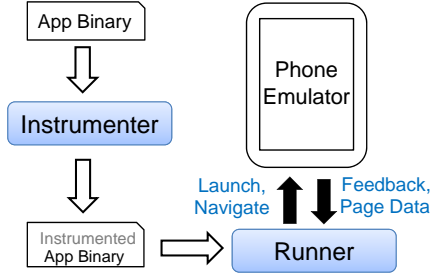 App Binary
Instrumenter
Instrumented
App Binary
Phone
Emulator
Launch,
Navigate
Feedback,
Page Data
Runner